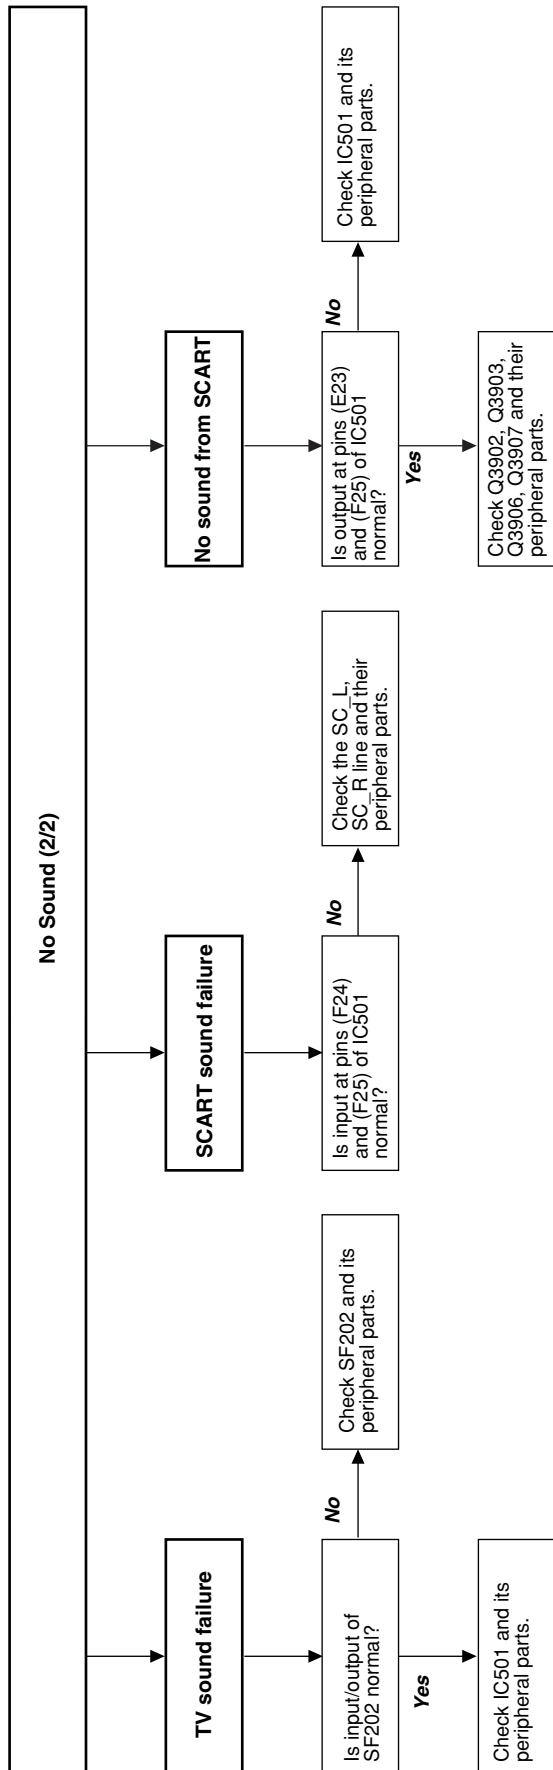 No Sound (2/2)
TV sound failure
Is input/output of
SF202 normal?
No
Check SF202 and its
peripheral parts.
Yes
Check IC501 and its
peripheral parts.
SCART sound failure
Is input at pins (F24)
and (F25) of IC501
normal?
No
Check the SC_L,
SC_R line and their
peripheral parts.
No sound from SCART
Is output at pins (E23)
and (F25) of IC501
normal?
No
Check IC501 and its
peripheral parts.
Yes
Check Q3902, Q3903,
Q3906, Q3907 and their
peripheral parts.